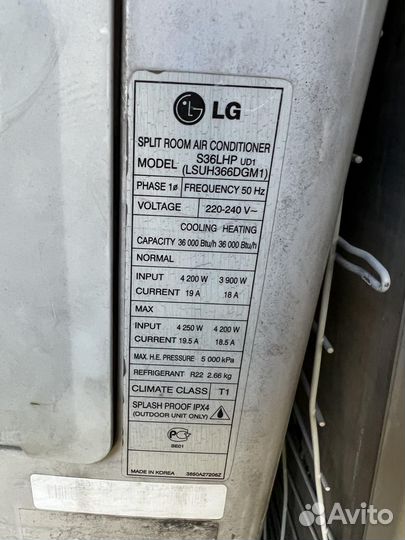 LG
SPLIT ROOM AIR CONDITIONER
MODEL S36LHP UD1
(LSUH366DGM1)
PHASE 1ø FREQUENCY 50 Hz
VOLTAGE 220-240 V~
COOLING HEATING
CAPACITY 36 000 Btu/h 36 000 Btu/h
NORMAL
INPUT 4 200 W 3 900 W
CURRENT 19 A 18 A
MAX
INPUT 4 250 W 4 200 W
CURRENT 19.5 A 18.5 A
MAX. H.E. PRESSURE 5 000 kPa
REFRIGERANT R22 2.66 kg
CLIMATE CLASS T1
SPLASH PROOF IPX4
(OUTDOOR UNIT ONLY)
МЕ01
MADE IN KOREA 3850A27206Z
Avito